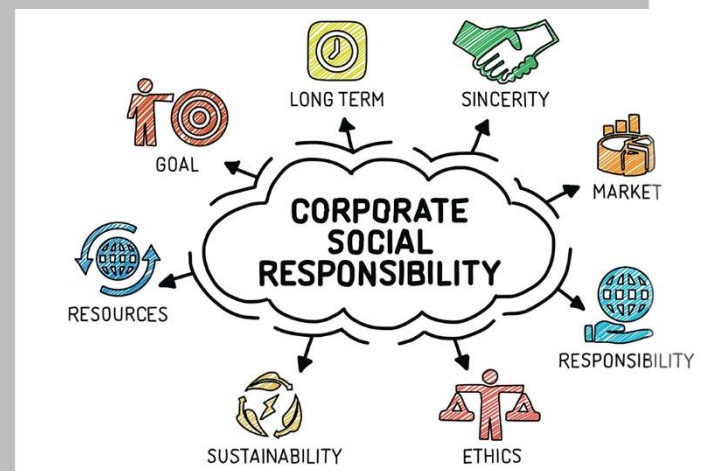 LONG TERM
SINCERITY
GOAL
MARKET
CORPORATE
SOCIAL
RESPONSIBILITY
RESOURCES
RESPONSIBILITY
SUSTAINABILITY
ETHICS